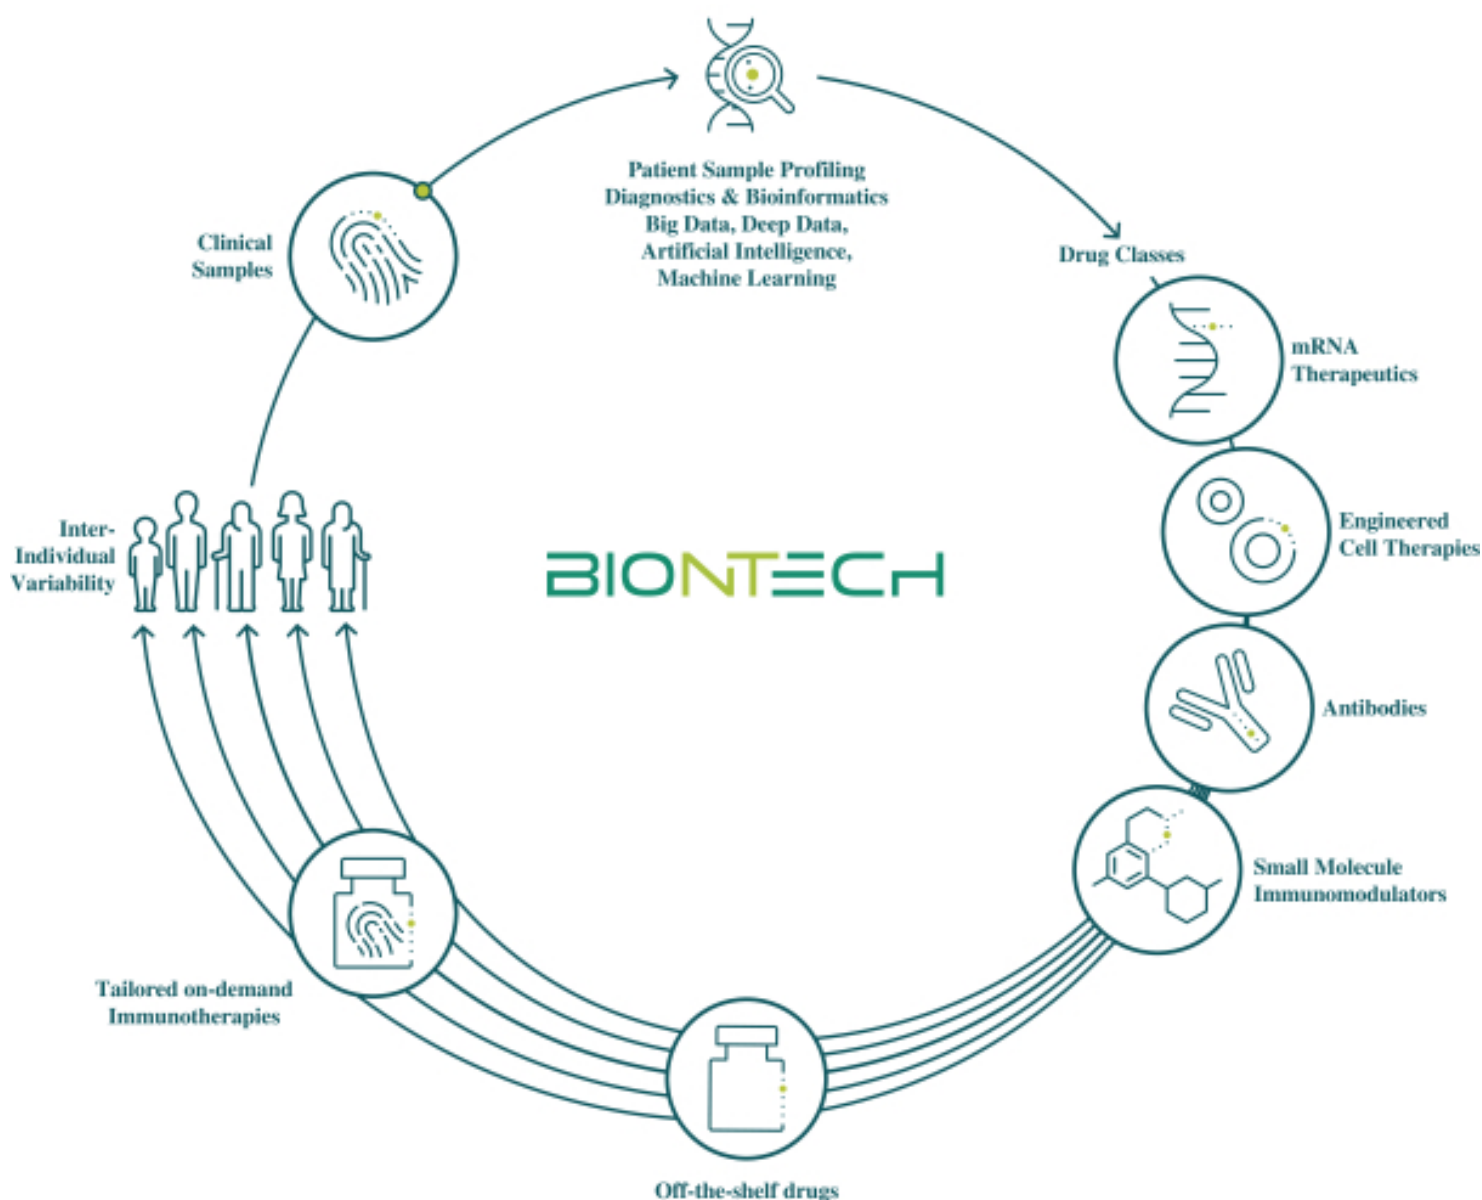 Patient Sample Profiling
Diagnostics & Bioinformatics
Big Data, Deep Data,
Artificial Intelligence,
Machine Learning
Clinical
Samples
Drug Classes
mRNA
Therapeutics
Engineered
Cell Therapies
Inter-
Individual
Variability
BIONTECH
Antibodies
Small Molecule
Immunomodulators
Tailored on-demand
Immunotherapies
Off-the-shelf drugs